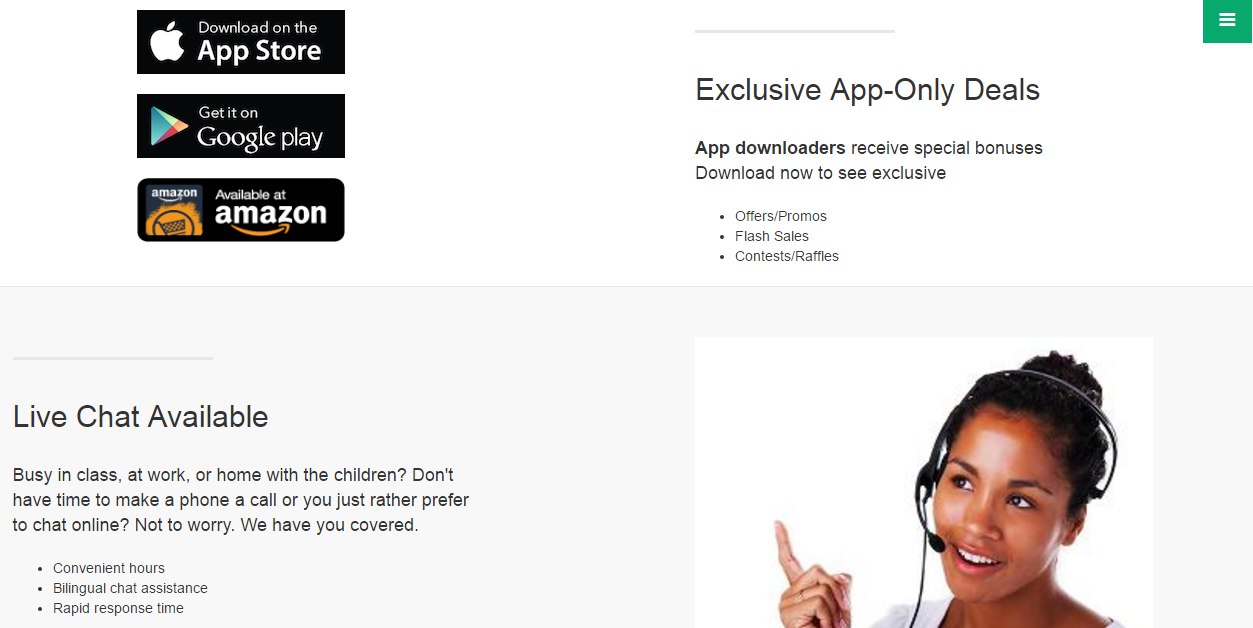 Download on the
App Store
Get it on
Google play
amazon
Available at
amazon
Exclusive App-Only Deals
App downloaders receive special bonuses
Download now to see exclusive
• Offers/Promos
• Flash Sales
• Contests/Raffles
Live Chat Available
Busy in class, at work, or home with the children? Don't
have time to make a phone a call or you just rather prefer
to chat online? Not to worry. We have you covered.
• Convenient hours
• Bilingual chat assistance
• Rapid response time